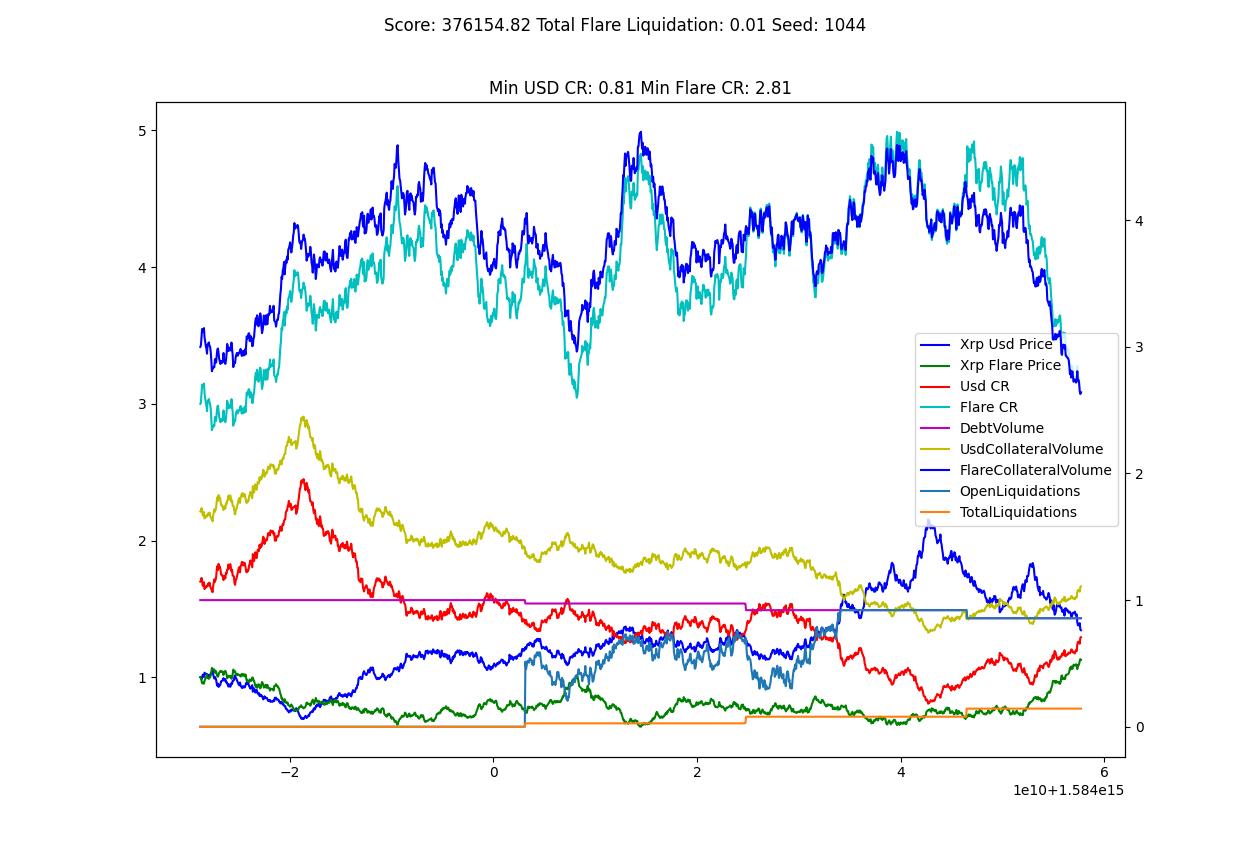 Score: 376154.82 Total Flare Liquidation: 0.01 Seed: 1044
Min USD CR: 0.81 Min Flare CR: 2.81
5
4
3
2
1
4
3
2
1
0
Xrp Usd Price
Xrp Flare Price
Usd CR
Flare CR
DebtVolume
UsdCollateralVolume
FlareCollateralVolume
OpenLiquidations
TotalLiquidations
−2 0 2 4 6
1e10+1.584e15